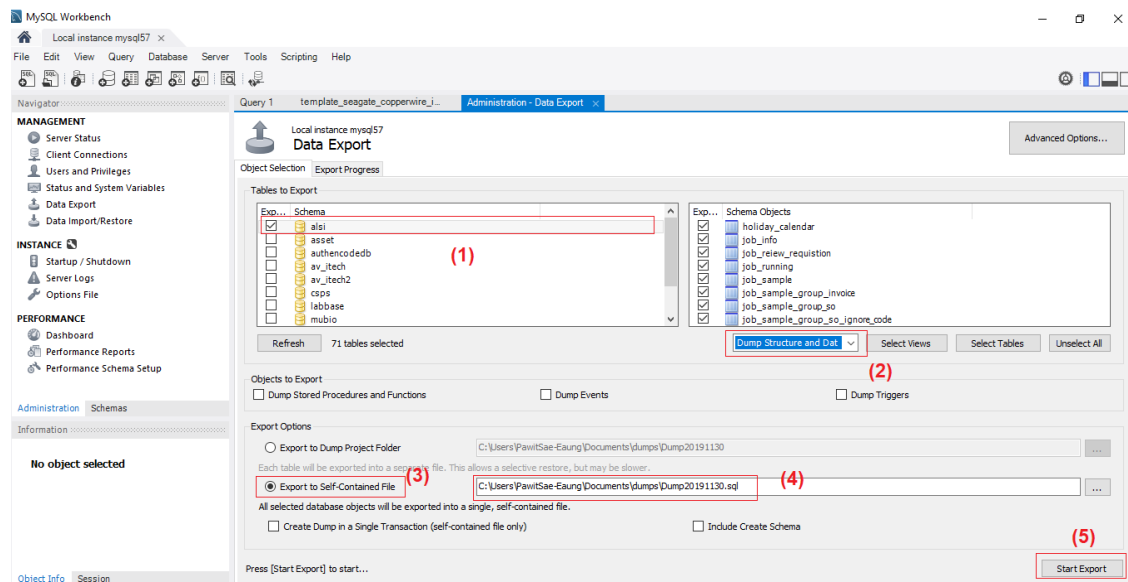 MySQL Workbench
Local instance mysql57
File Edit View Query Database Server Tools Scripting Help
Navigator
MANAGEMENT
Server Status
Client Connections
Users and Privileges
Status and System Variables
Data Export
Data Import/Restore
INSTANCE
Startup / Shutdown
Server Logs
Options File
PERFORMANCE
Dashboard
Performance Reports
Performance Schema Setup
Administration Schemas
Information
No object selected
Object Info Session
Query 1 template_seagate_copperwire_i... Administration - Data Export
Local instance mysql57
Data Export
Advanced Options...
Object Selection Export Progress
Tables to Export
Exp... Schema
alsi
asset
authencodedb
av_itech
av_itech2
csps
labbase
mubio
(1)
Exp... Schema Objects
holiday_calendar
job_info
job_reiew_requistion
job_running
job_sample
job_sample_group_invoice
job_sample_group_so
job_sample_group_so_ignore_code
Refresh 71 tables selected Dump Structure and Dat Select Views Select Tables Unselect All
(2)
Objects to Export
Dump Stored Procedures and Functions Dump Events Dump Triggers
Export Options
Export to Dump Project Folder C:\Users\PawitSae-Eaung\Documents\dumps\Dump20191130 ...
Each table will be exported into a separate file. This allows a selective restore, but may be slower.
(3)
Export to Self-Contained File C:\Users\PawitSae-Eaung\Documents\dumps\Dump20191130.sql (4) ...
All selected database objects will be exported into a single, self-contained file.
Create Dump in a Single Transaction (self-contained file only) Include Create Schema
(5)
Press [Start Export] to start... Start Export